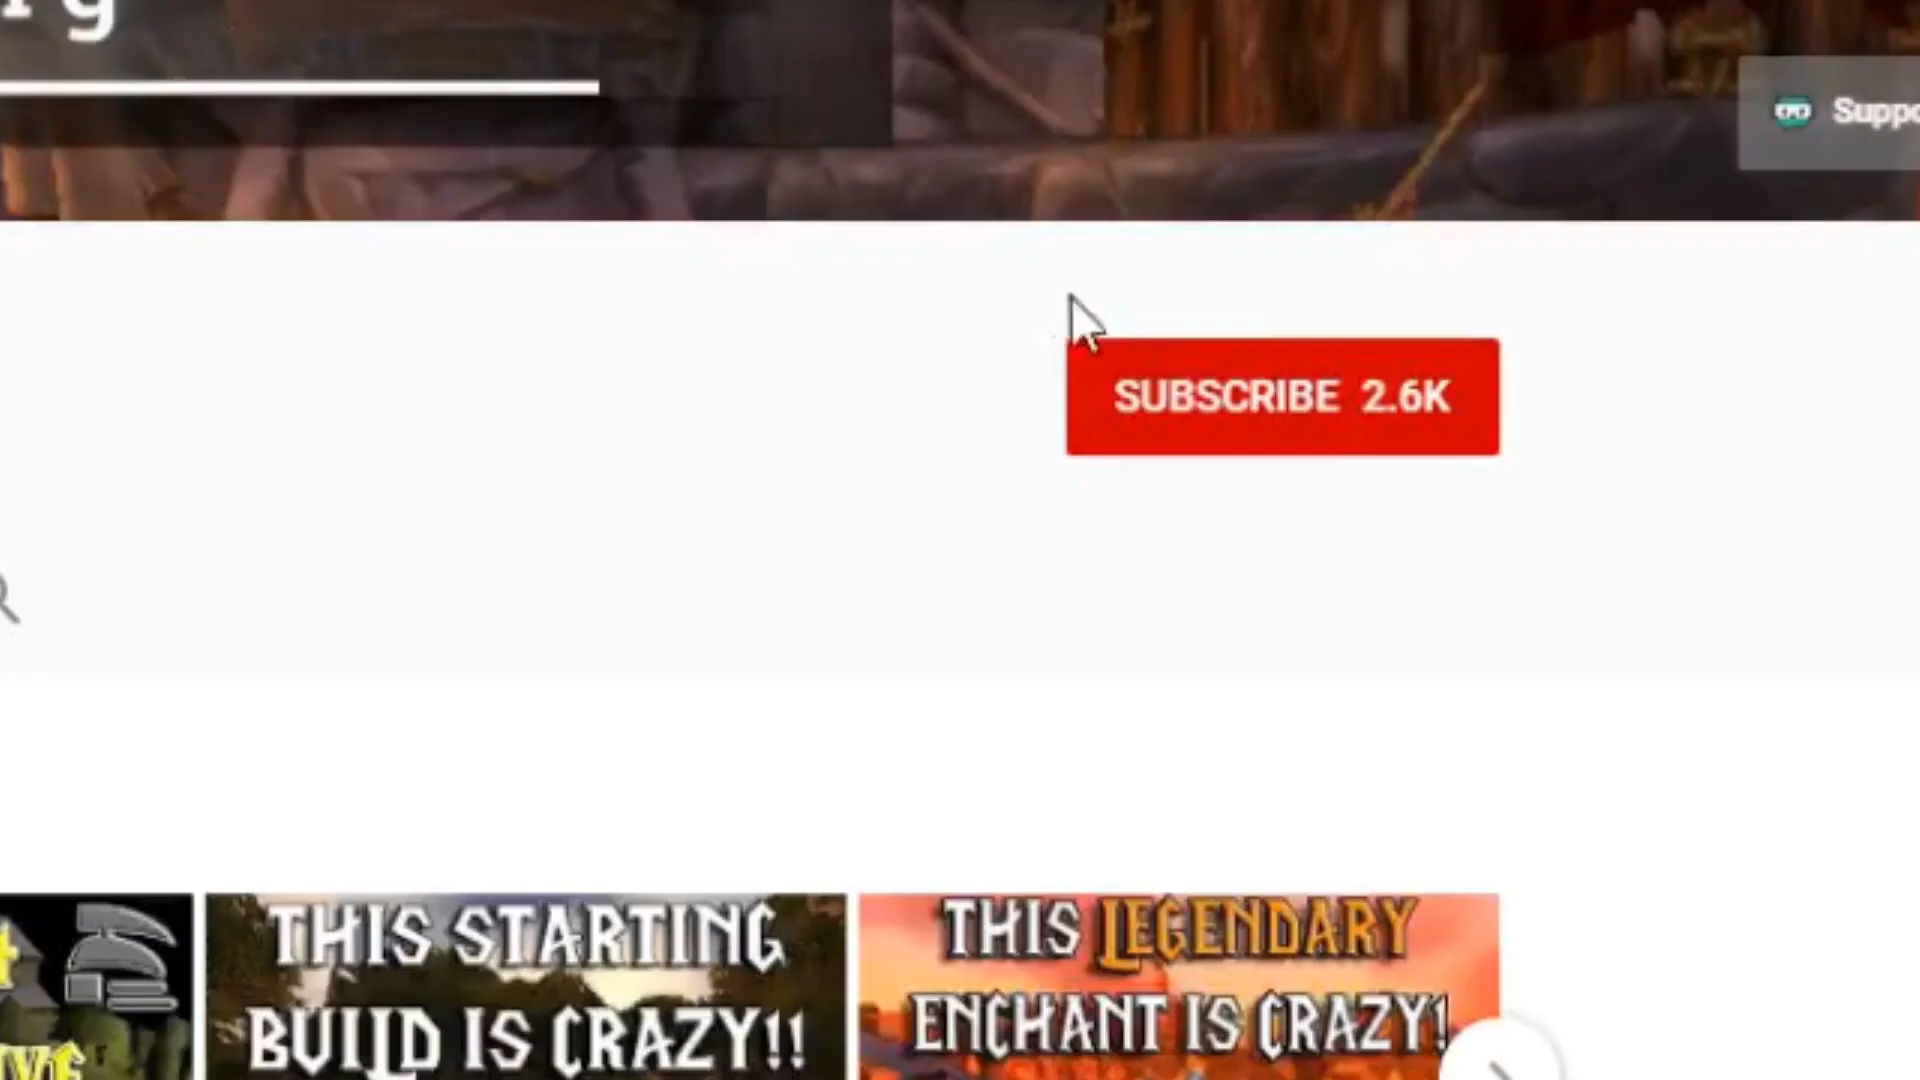 Suppo
SUBSCRIBE 2.6K
THIS STARTING
BUILD IS CRAZY!!
THIS LEGENDARY
ENCHANT IS CRAZY!